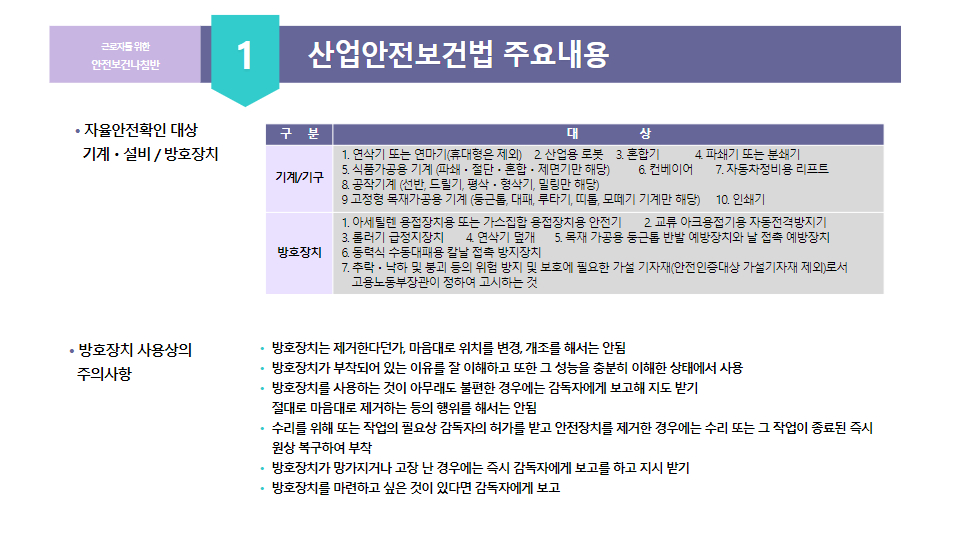 근로자를 위한
안전보건나침반
1
산업안전보건법 주요내용
• 자율안전확인 대상
기계・설비 / 방호장치
구 분 대 상
기계/기구
1. 연삭기 또는 연마기(휴대형은 제외) 2. 산업용 로봇 3. 혼합기 4. 파쇄기 또는 분쇄기
5. 식품가공용 기계 (파쇄・절단・혼합・제면기만 해당) 6. 컨베이어 7. 자동차정비용 리프트
8. 공작기계 (선반, 드릴기, 평삭・형삭기, 밀링만 해당)
9 고정형 목재가공용 기계 (둥근톱, 대패, 루타기, 띠톱, 모떼기 기계만 해당) 10. 인쇄기
방호장치
1. 아세틸렌 용접장치용 또는 가스집합 용접장치용 안전기 2. 교류 아크용접기용 자동전격방지기
3. 롤러기 급정지장치 4. 연삭기 덮개 5. 목재 가공용 둥근톱 반발 예방장치와 날 접촉 예방장치
6. 동력식 수동대패용 칼날 접촉 방지장치
7. 추락・낙하 및 붕괴 등의 위험 방지 및 보호에 필요한 가설 기자재(안전인증대상 가설기자재 제외)로서
고용노동부장관이 정하여 고시하는 것
• 방호장치 사용상의
주의사항
• 방호장치는 제거한다던가, 마음대로 위치를 변경, 개조를 해서는 안됨
• 방호장치가 부착되어 있는 이유를 잘 이해하고 또한 그 성능을 충분히 이해한 상태에서 사용
• 방호장치를 사용하는 것이 아무래도 불편한 경우에는 감독자에게 보고해 지도 받기
절대로 마음대로 제거하는 등의 행위를 해서는 안됨
• 수리를 위해 또는 작업의 필요상 감독자의 허가를 받고 안전장치를 제거한 경우에는 수리 또는 그 작업이 종료된 즉시
원상 복구하여 부착
• 방호장치가 망가지거나 고장 난 경우에는 즉시 감독자에게 보고를 하고 지시 받기
• 방호장치를 마련하고 싶은 것이 있다면 감독자에게 보고